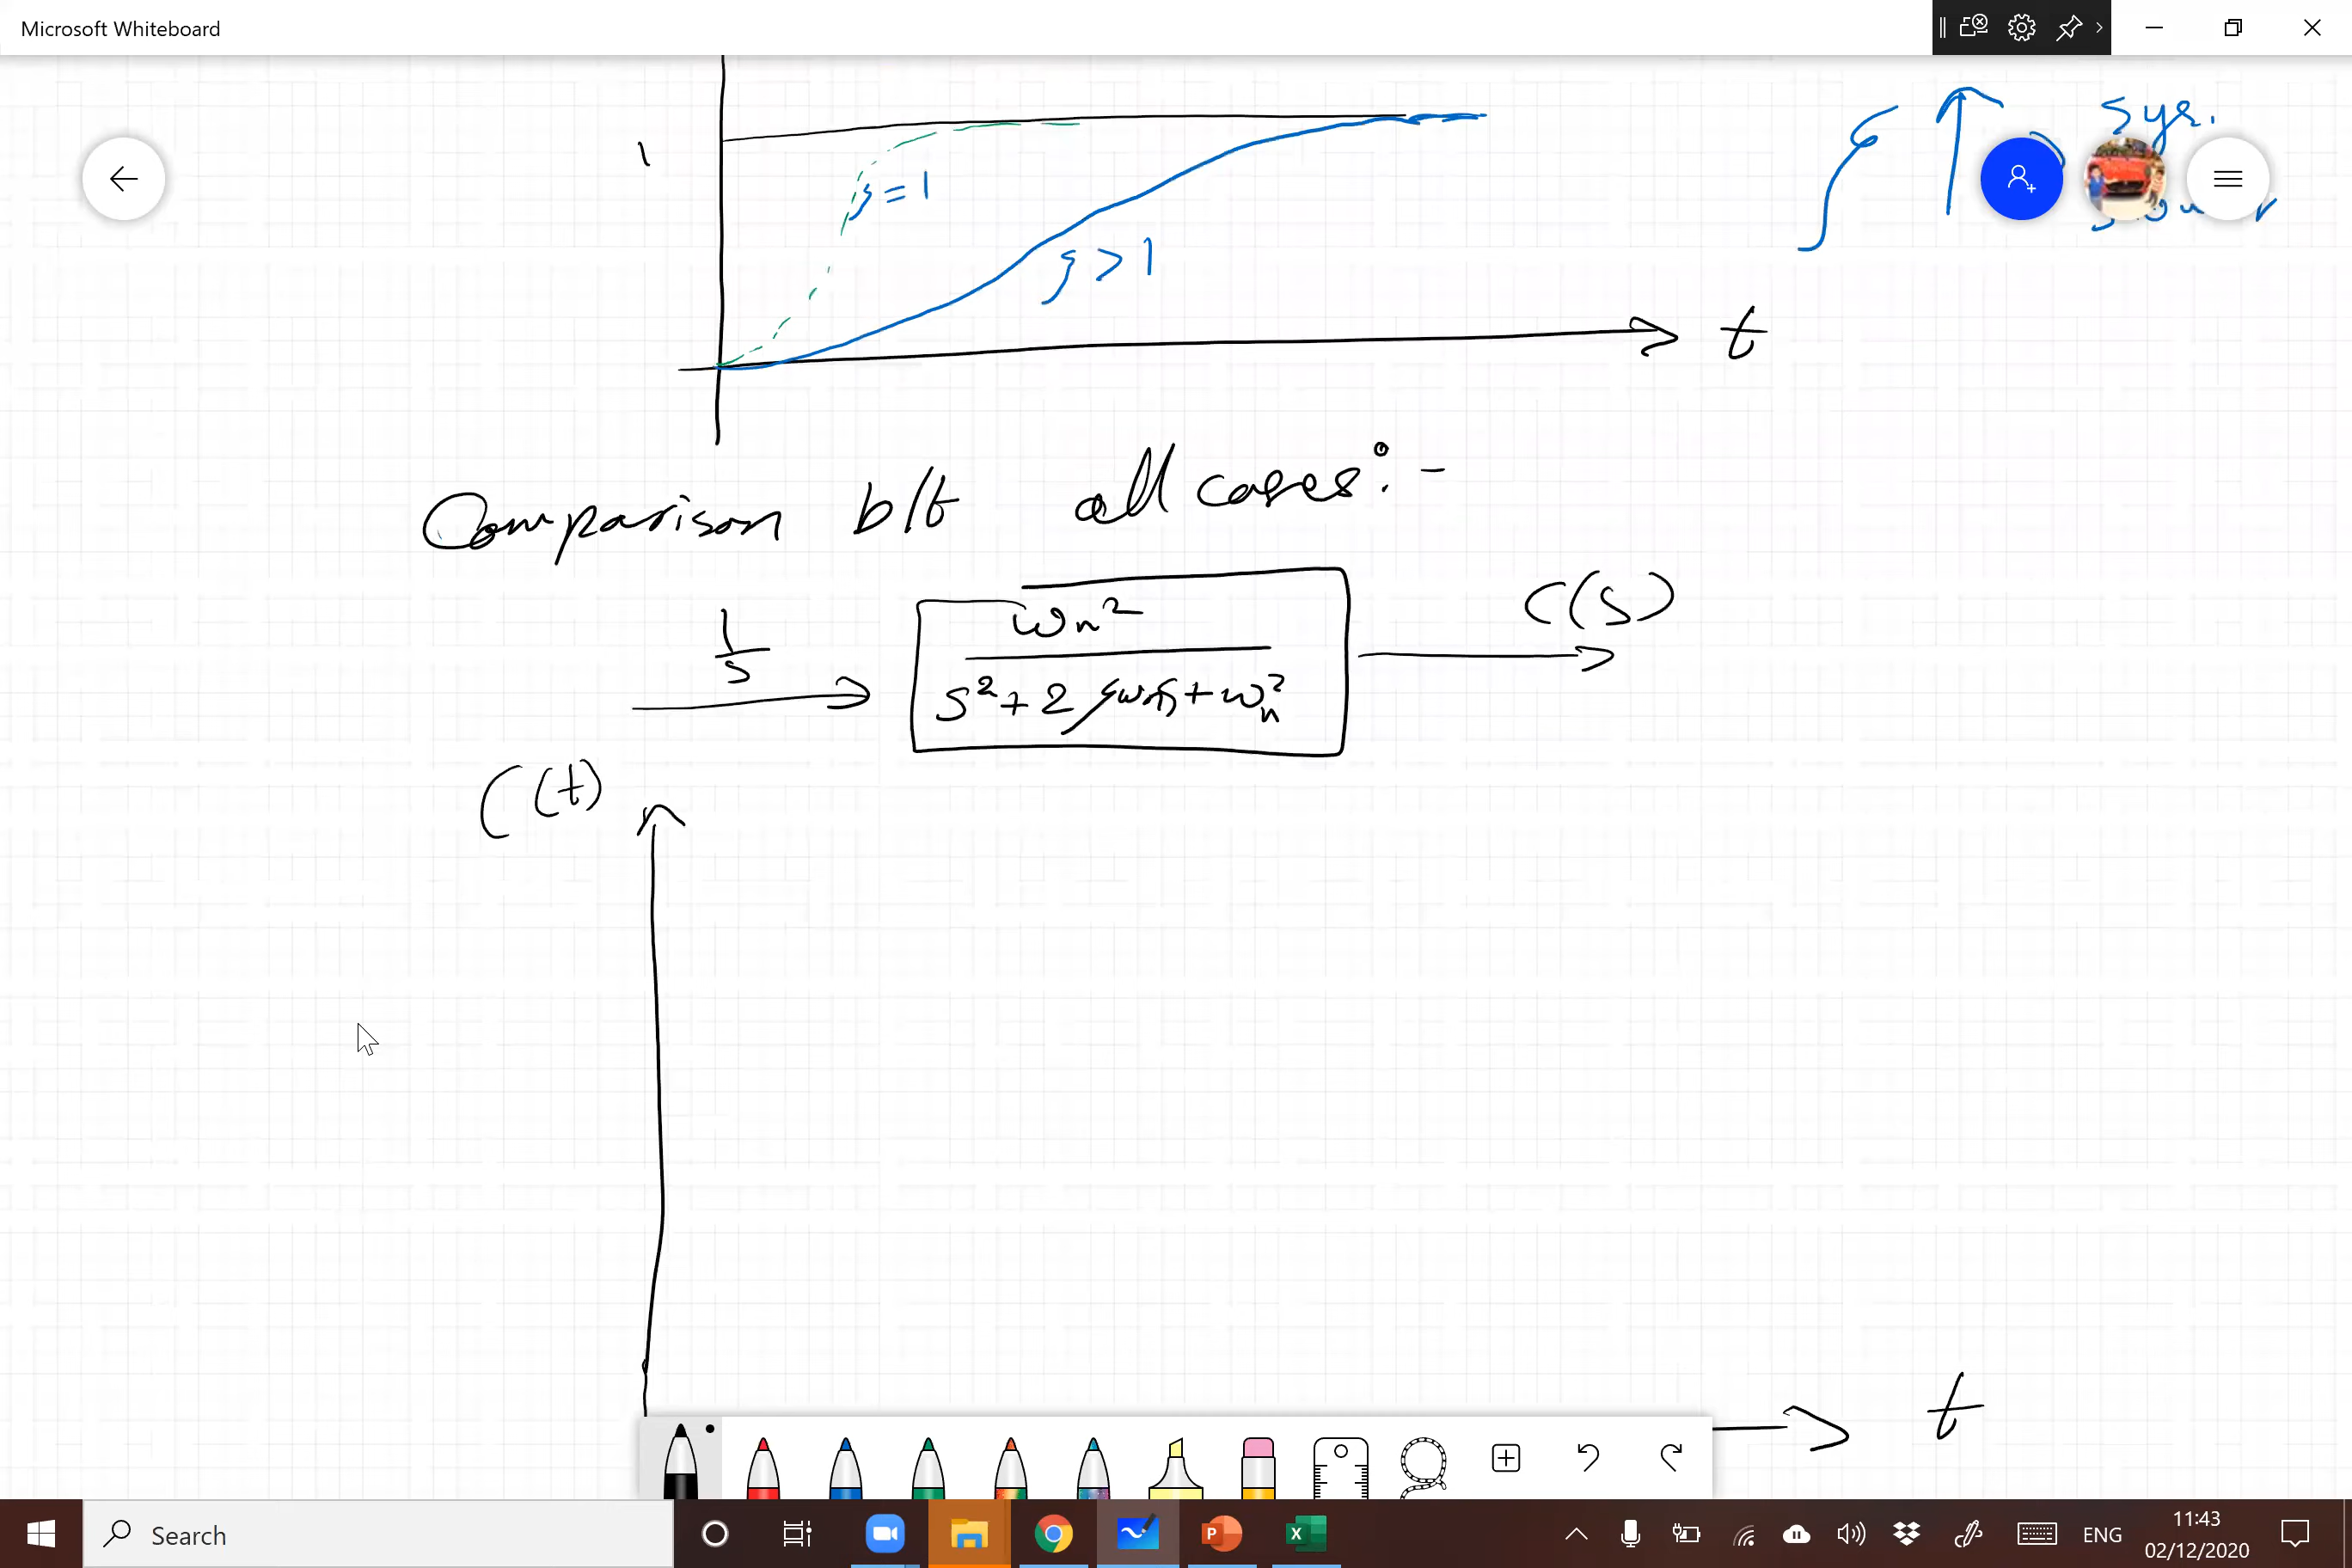 Microsoft Whiteboard
sys.
1
ζ = 1
ζ > 1
t
Comparison b/t all cases:-
1/s
ωn²
C(s)
s² + 2ζωns + ωn²
C(t)
t
Search
ENG
11:43
02/12/2020